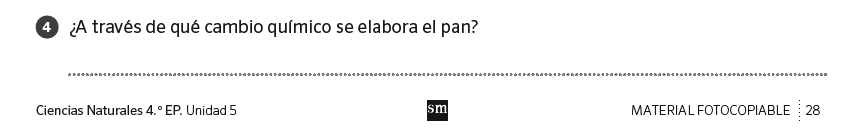 4 ¿A través de qué cambio químico se elabora el pan?
Ciencias Naturales 4.º EP. Unidad 5 sm MATERIAL FOTOCOPIABLE 28